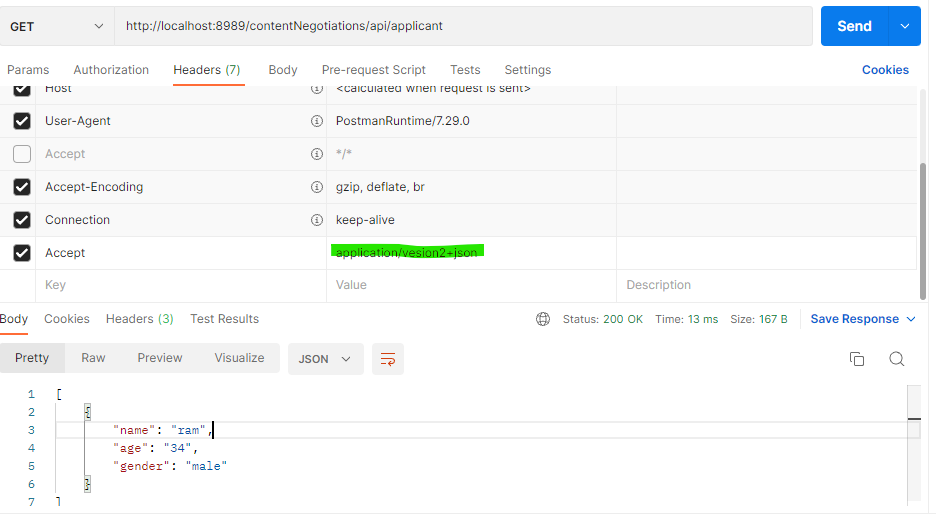 GET http://localhost:8989/contentNegotiations/api/applicant Send
Params Authorization Headers (7) Body Pre-request Script Tests Settings Cookies
Host <calculated when request is sent>
User-Agent PostmanRuntime/7.29.0
Accept */*
Accept-Encoding gzip, deflate, br
Connection keep-alive
Accept application/vesion2+json
Key Value Description
Body Cookies Headers (3) Test Results Status: 200 OK Time: 13 ms Size: 167 B Save Response
Pretty Raw Preview Visualize JSON
1 [
2 {
3 "name": "ram",
4 "age": "34",
5 "gender": "male"
6 }
7 ]